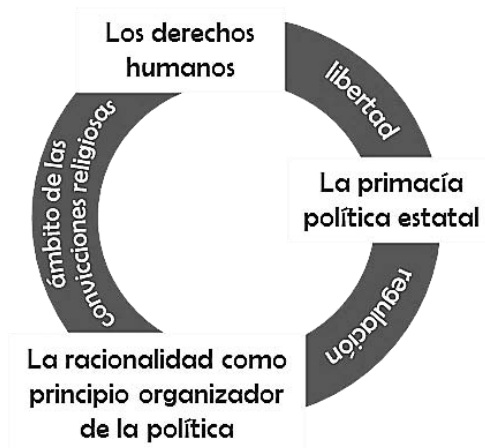 Los derechos
humanos
libertad
La primacía
política estatal
regulación
La racionalidad como
principio organizador
de la política
ámbito de las
convicciones religiosas